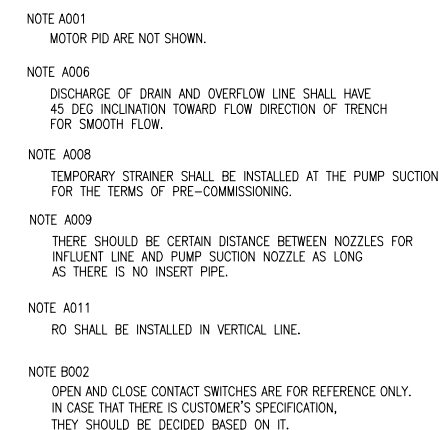 NOTE A001
MOTOR PID ARE NOT SHOWN.
NOTE A006
DISCHARGE OF DRAIN AND OVERFLOW LINE SHALL HAVE
45 DEG INCLINATION TOWARD FLOW DIRECTION OF TRENCH
FOR SMOOTH FLOW.
NOTE A008
TEMPORARY STRAINER SHALL BE INSTALLED AT THE PUMP SUCTION
FOR THE TERMS OF PRE-COMMISSIONING.
NOTE A009
THERE SHOULD BE CERTAIN DISTANCE BETWEEN NOZZLES FOR
INFLUENT LINE AND PUMP SUCTION NOZZLE AS LONG
AS THERE IS NO INSERT PIPE.
NOTE A011
RO SHALL BE INSTALLED IN VERTICAL LINE.
NOTE B002
OPEN AND CLOSE CONTACT SWITCHES ARE FOR REFERENCE ONLY.
IN CASE THAT THERE IS CUSTOMER'S SPECIFICATION,
THEY SHOULD BE DECIDED BASED ON IT.